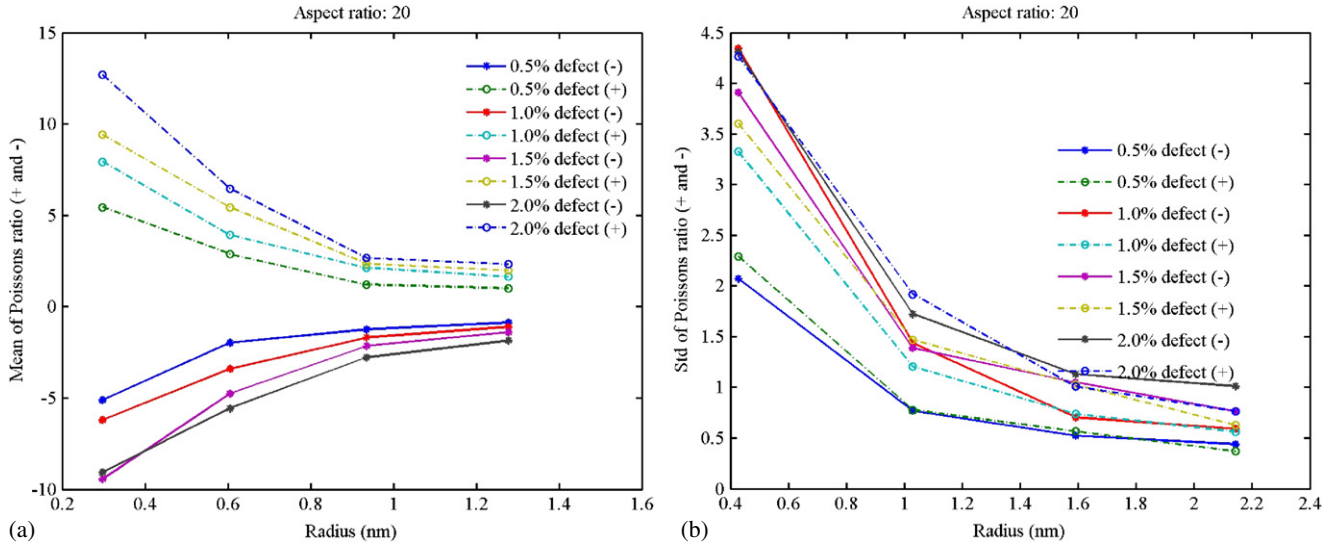 Aspect ratio: 20
15
10
5
0
-5
-10
Mean of Poissons ratio (+ and -)
0.5% defect (-)
0.5% defect (+)
1.0% defect (-)
1.0% defect (+)
1.5% defect (-)
1.5% defect (+)
2.0% defect (-)
2.0% defect (+)
0.2 0.4 0.6 0.8 1 1.2 1.4 1.6
Radius (nm)
(a)
Aspect ratio: 20
4.5
4
3.5
3
2.5
2
1.5
1
0.5
0
Std of Poissons ratio (+ and -)
0.5% defect (-)
0.5% defect (+)
1.0% defect (-)
1.0% defect (+)
1.5% defect (-)
1.5% defect (+)
2.0% defect (-)
2.0% defect (+)
0.4 0.6 0.8 1 1.2 1.4 1.6 1.8 2 2.2 2.4
Radius (nm)
(b)